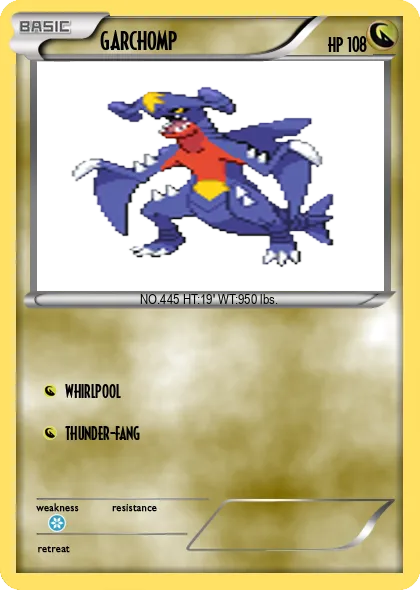 BASIC
GARCHOMP
HP 108
NO.445 HT:19' WT:950 lbs.
WHIRLPOOL
THUNDER-FANG
weakness resistance
retreat